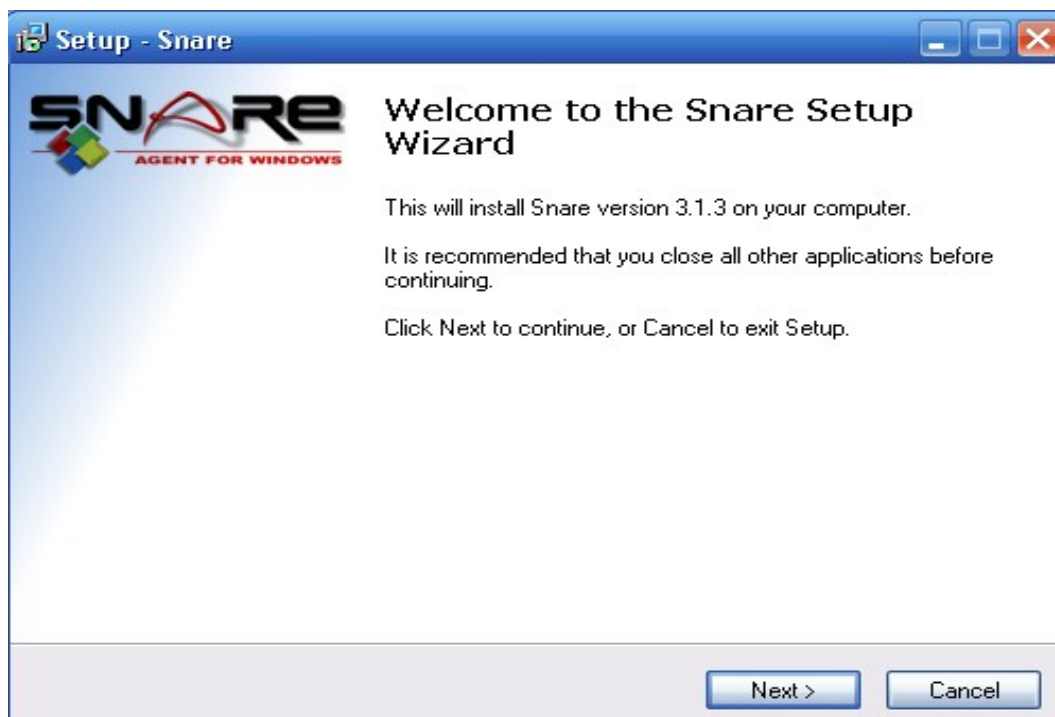 Setup - Snare
SNARE
AGENT FOR WINDOWS
Welcome to the Snare Setup
Wizard
This will install Snare version 3.1.3 on your computer.
It is recommended that you close all other applications before
continuing.
Click Next to continue, or Cancel to exit Setup.
Next >
Cancel